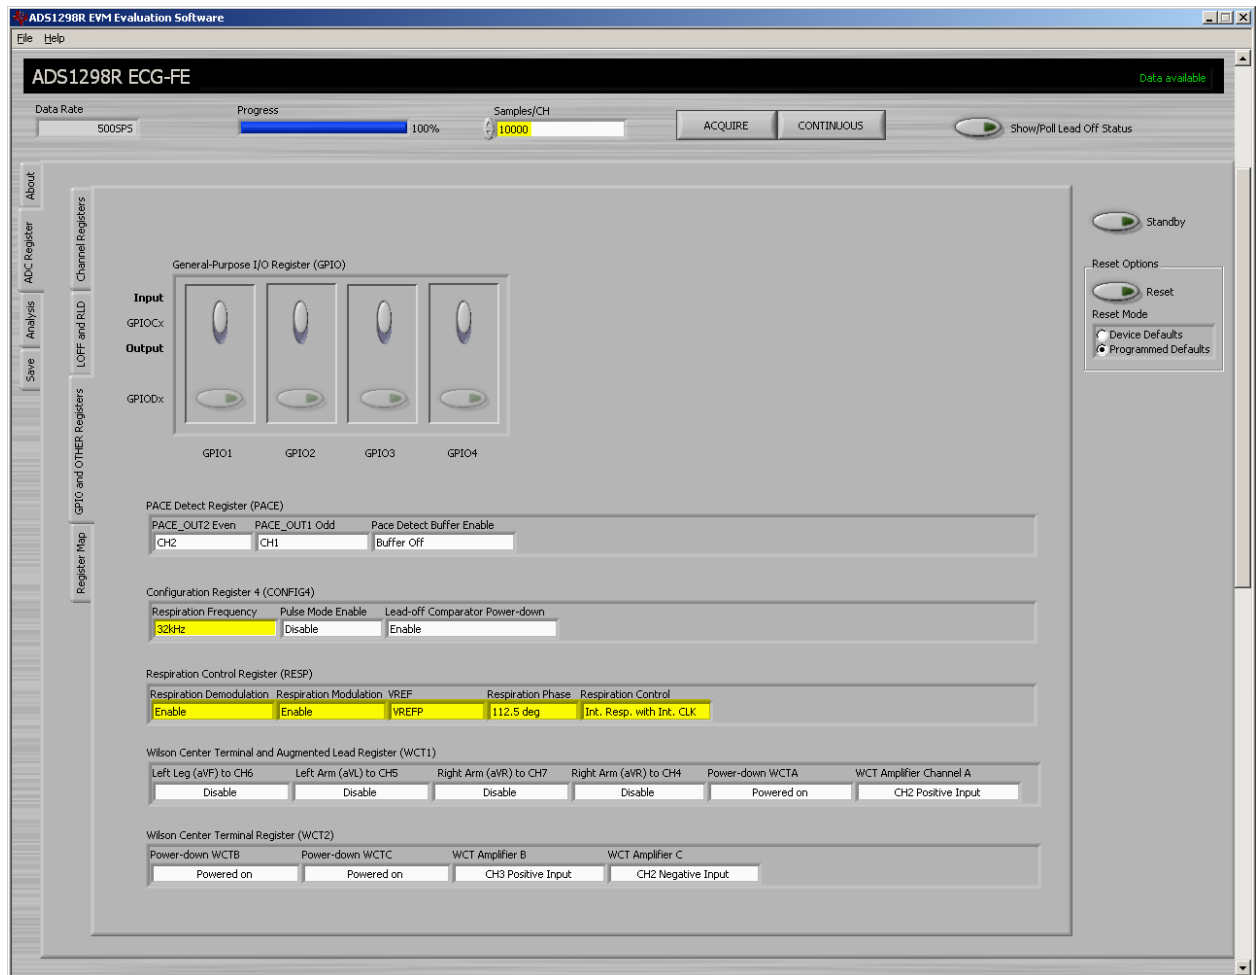 ADS1298R EVM Evaluation Software
File Help
ADS1298R ECG-FE
Data available
Data Rate Progress Samples/CH
500SPS 100% 10000 ACQUIRE CONTINUOUS Show/Poll Lead Off Status
About
ADC Register
Analysis
Save
Channel Registers
LOFF and RLD
GPIO and OTHER Registers
Register Map
Standby
Reset Options
Reset
Reset Mode
Device Defaults
Programmed Defaults
General-Purpose I/O Register (GPIO)
Input
GPIOCx
Output
GPIODx
GPIO1 GPIO2 GPIO3 GPIO4
PACE Detect Register (PACE)
PACE_OUT2 Even PACE_OUT1 Odd Pace Detect Buffer Enable
CH2 CH1 Buffer Off
Configuration Register 4 (CONFIG4)
Respiration Frequency Pulse Mode Enable Lead-off Comparator Power-down
32kHz Disable Enable
Respiration Control Register (RESP)
Respiration Demodulation Respiration Modulation VREF Respiration Phase Respiration Control
Enable Enable VREFP 112.5 deg Int. Resp. with Int. CLK
Wilson Center Terminal and Augmented Lead Register (WCT1)
Left Leg (aVF) to CH6 Left Arm (aVL) to CH5 Right Arm (aVR) to CH7 Right Arm (aVR) to CH4 Power-down WCTA WCT Amplifier Channel A
Disable Disable Disable Disable Powered on CH2 Positive Input
Wilson Center Terminal Register (WCT2)
Power-down WCTB Power-down WCTC WCT Amplifier B WCT Amplifier C
Powered on Powered on CH3 Positive Input CH2 Negative Input